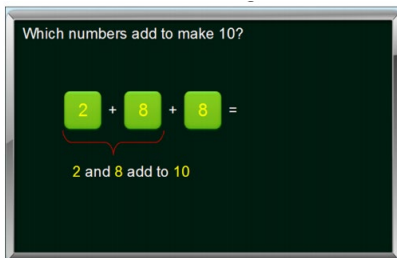 Which numbers add to make 10?
2 + 8 + 8 =
2 and 8 add to 10